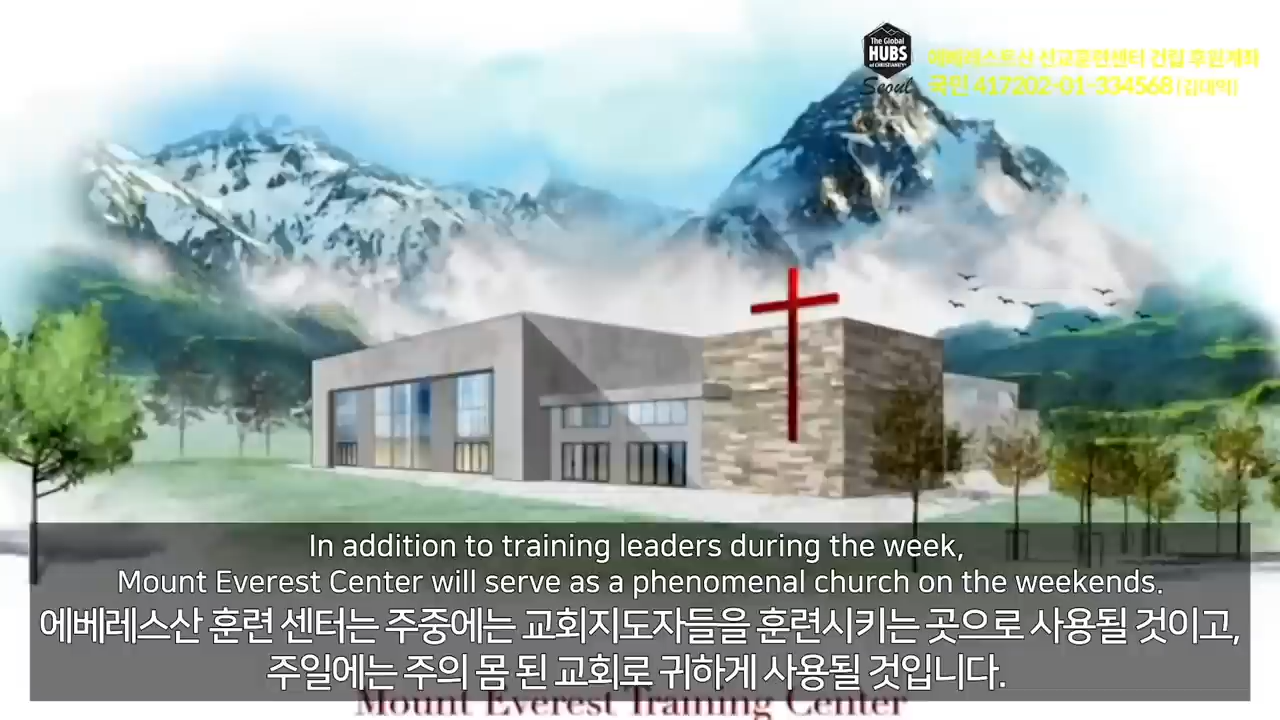 The Global
HUBS
of CHRISTIANITY
Seoul
에베레스트산 선교훈련센터 건립 후원계좌
국민 417202-01-334568 (김대억)
In addition to training leaders during the week,
Mount Everest Center will serve as a phenomenal church on the weekends.
에베레스산 훈련 센터는 주중에는 교회지도자들을 훈련시키는 곳으로 사용될 것이고,
주일에는 주의 몸 된 교회로 귀하게 사용될 것입니다.
Mount Everest Training Center